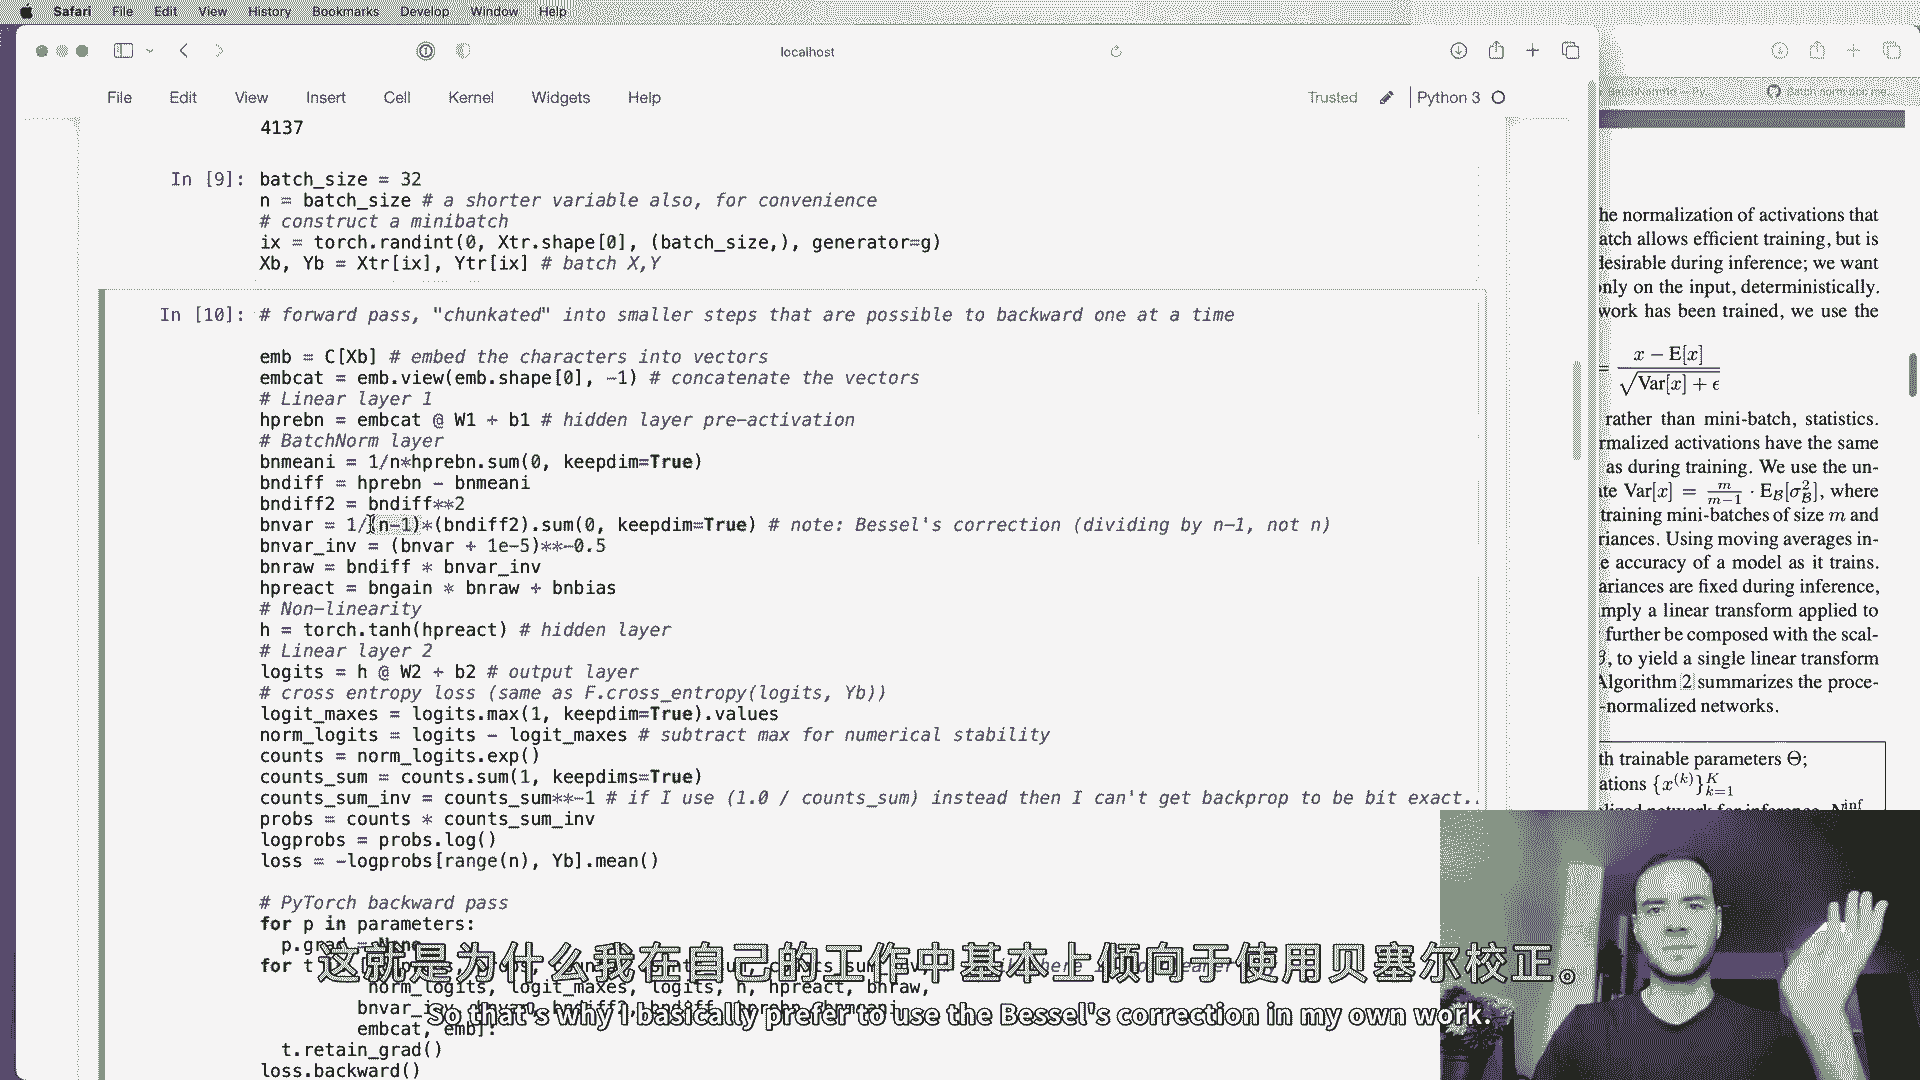 Safari File Edit View History Bookmarks Develop Window Help
localhost
File Edit View Insert Cell Kernel Widgets Help
Trusted Python 3
4137
In [9]: batch_size = 32
n = batch_size # a shorter variable also, for convenience
# construct a minibatch
ix = torch.randint(0, Xtr.shape[0], (batch_size,), generator=g)
Xb, Yb = Xtr[ix], Ytr[ix] # batch X,Y
In [10]: # forward pass, "chunkated" into smaller steps that are possible to backward one at a time
emb = C[Xb] # embed the characters into vectors
embcat = emb.view(emb.shape[0], -1) # concatenate the vectors
# Linear layer 1
hprebn = embcat @ W1 + b1 # hidden layer pre-activation
# BatchNorm layer
bnmeani = 1/n*hprebn.sum(0, keepdim=True)
bndiff = hprebn - bnmeani
bndiff2 = bndiff**2
bnvar = 1/(n-1)*(bndiff2).sum(0, keepdim=True) # note: Bessel's correction (dividing by n-1, not n)
bnvar_inv = (bnvar + 1e-5)**-0.5
bnraw = bndiff * bnvar_inv
hpreact = bngain * bnraw + bnbias
# Non-linearity
h = torch.tanh(hpreact) # hidden layer
# Linear layer 2
logits = h @ W2 + b2 # output layer
# cross entropy loss (same as F.cross_entropy(logits, Yb))
logit_maxes = logits.max(1, keepdim=True).values
norm_logits = logits - logit_maxes # subtract max for numerical stability
counts = norm_logits.exp()
counts_sum = counts.sum(1, keepdims=True)
counts_sum_inv = counts_sum**-1 # if I use (1.0 / counts_sum) instead then I can't get backprop to be bit exact..
probs = counts * counts_sum_inv
logprobs = probs.log()
loss = -logprobs[range(n), Yb].mean()
# PyTorch backward pass
for p in parameters:
p.grad = None
for t
norm_logits, logit_maxes, logits, h, hpreact, bnraw,
embcat, emb]:
t.retain_grad()
loss.backward()
Batch norm doc me...
he normalization of activations that
atch allows efficient training, but is
desirable during inference; we want
only on the input, deterministically.
work has been trained, we use the
= x − E[x] / √Var[x] + ϵ
rather than mini-batch, statistics.
rmalized activations have the same
as during training. We use the un-
te Var[x] = m/m−1 · E_B[σ²_B], where
training mini-batches of size m and
riances. Using moving averages in-
e accuracy of a model as it trains.
ariances are fixed during inference,
mply a linear transform applied to
further be composed with the scal-
β, to yield a single linear transform
Algorithm 2 summarizes the proce-
-normalized networks.
th trainable parameters Θ;
ations {x^(k)}^K_k=1
这就是为什么我在自己的工作中基本上倾向于使用贝塞尔校正。
So that's why I basically prefer to use the Bessel's correction in my own work.